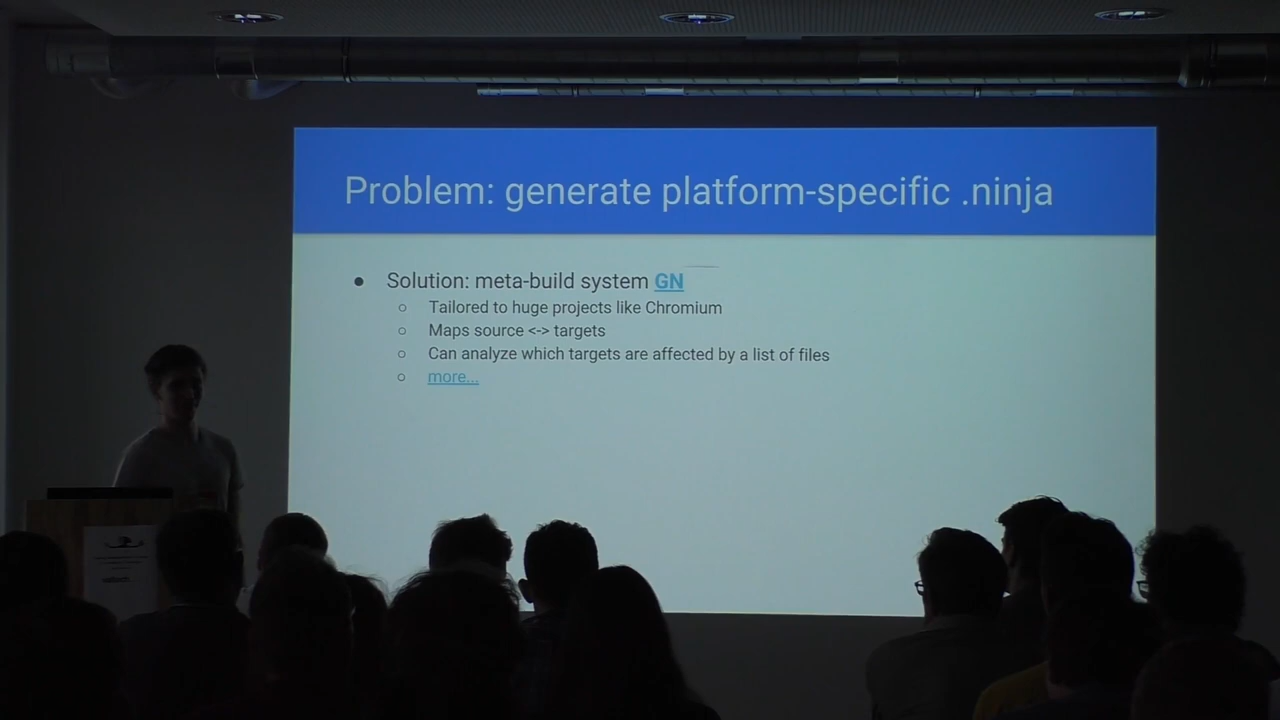 Problem: generate platform-specific .ninja
● Solution: meta-build system GN
○ Tailored to huge projects like Chromium
○ Maps source <-> targets
○ Can analyze which targets are affected by a list of files
○ more...